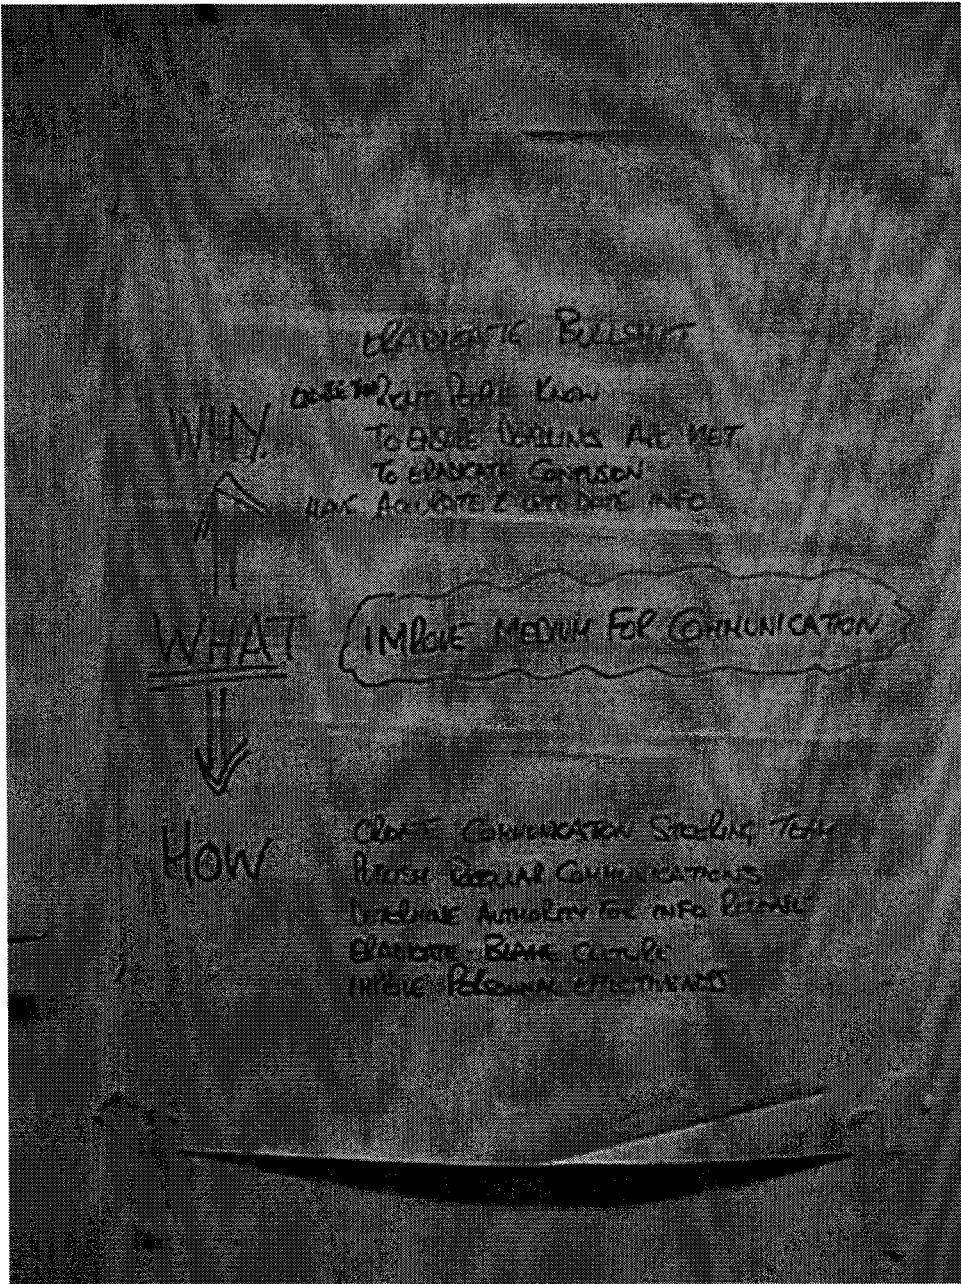 ERADICATE BULLSHIT
RIGHT PEOPLE KNOW
WHY.
TO ENSURE DEADLINES ARE MET
TO ERADICATE CONFUSION
HAVE ACCURATE & UPTO DATE INFO
WHAT
IMPROVE MEDIUM FOR COMMUNICATION
HOW
CREATE COMMUNICATION STEERING TEAM
PUBLISH REGULAR COMMUNICATIONS
DETERMINE AUTHORITY FOR INFO RELEASE
ERADICATE BLAME CULTURE
IMPROVE PERSONAL EFFECTIVENESS